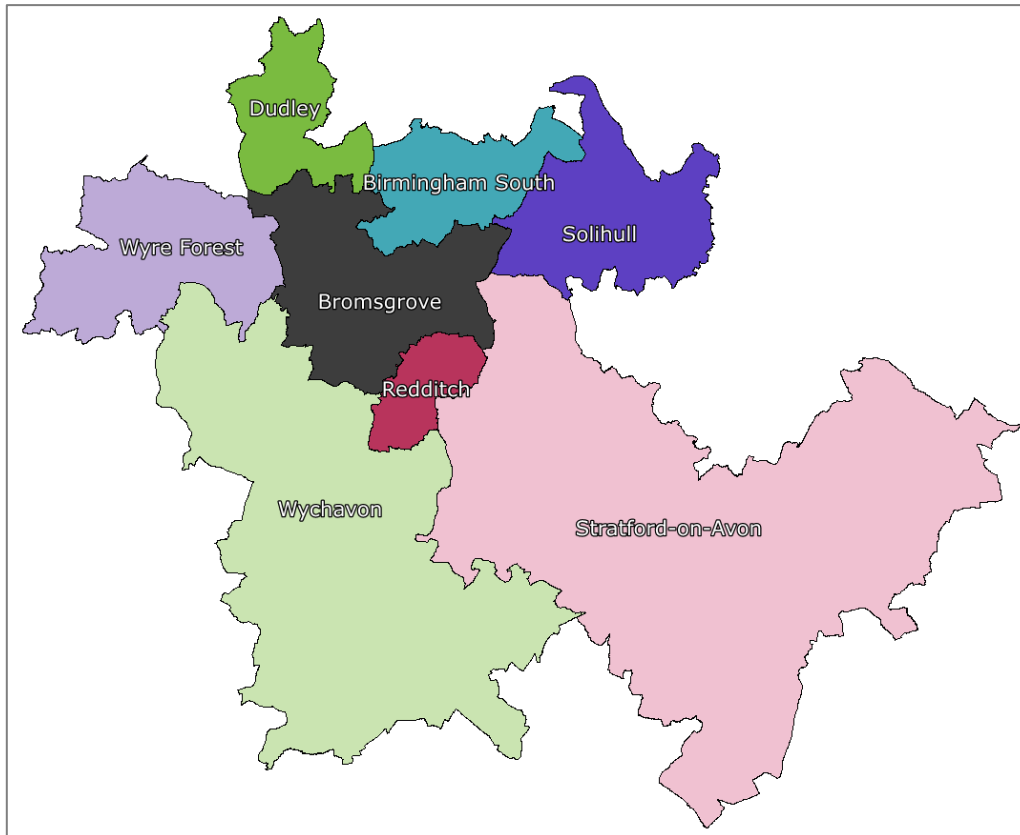 Dudley
Birmingham South
Solihull
Wyre Forest
Bromsgrove
Redditch
Wychavon
Stratford-on-Avon